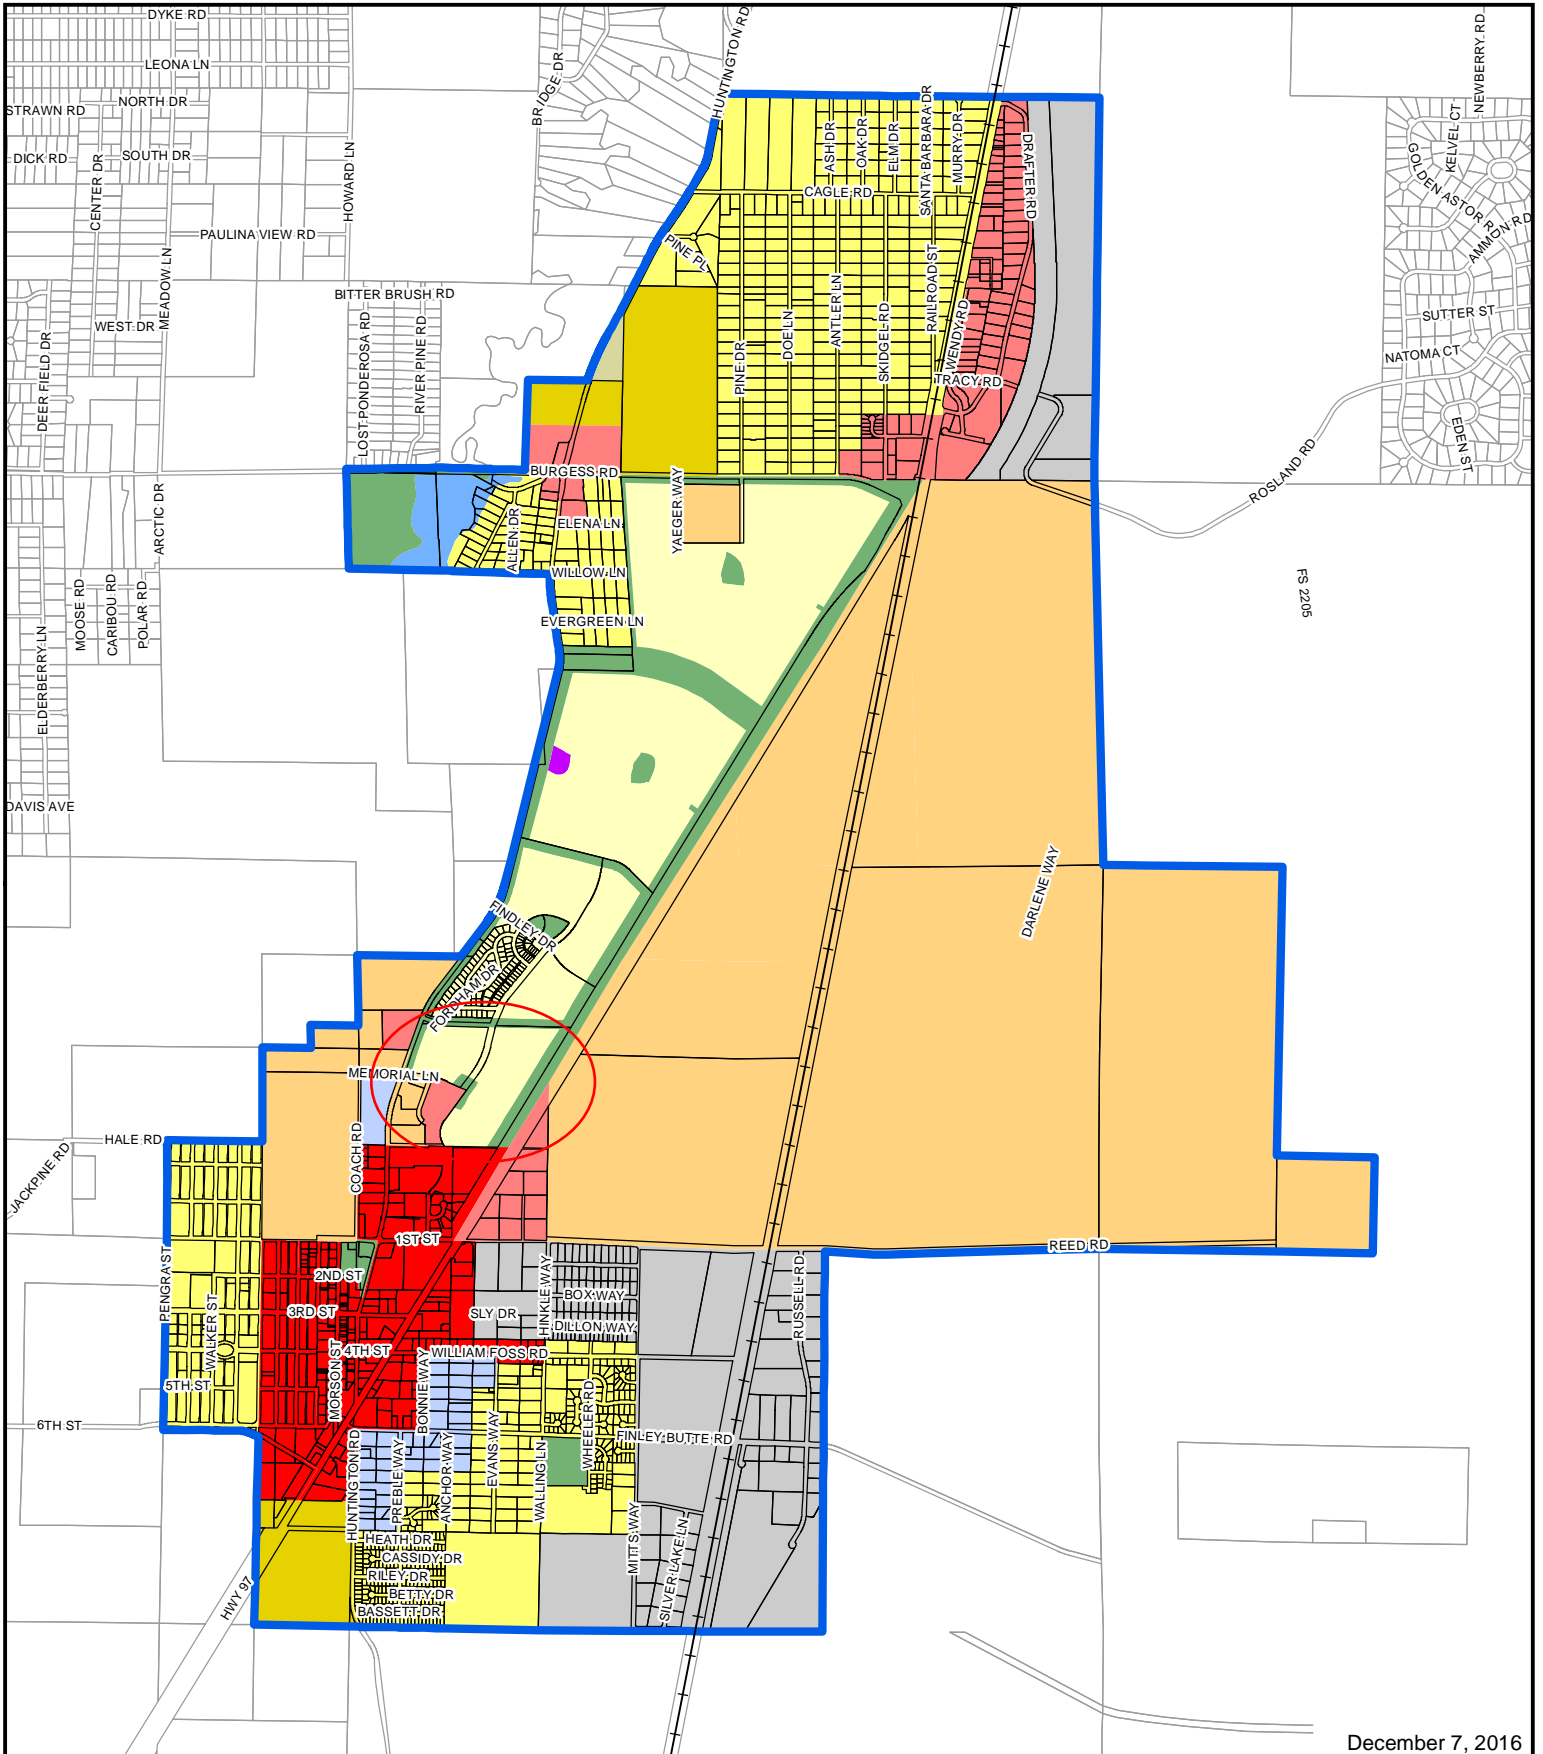 DYKE RD
LEONA LN
NORTH DR
STRAWN RD
DICK RD
SOUTH DR
CENTER DR
MEADOW LN
HOWARD LN
PAULINA VIEW RD
BRIDGE DR
HUNTINGTON RD
NEWBERRY RD
KELVEL CT
GOLDEN ASTOR RD
AMMON RD
SUTTER ST
NATOMA CT
EDEN ST
ROSLAND RD
FS 2205
ASH DR
OAK DR
ELM DR
SANTA BARBARA DR
MURRY DR
DRAFTER RD
CAGLE RD
PINE PL
PINE DR
DOE LN
ANTLER LN
SKIDGEL RD
RAILROAD ST
WENDY RD
TRACY RD
BITTER BRUSH RD
WEST DR
DEER FIELD DR
LOST PONDEROSA RD
RIVER PINE RD
BURGESS RD
ARCTIC DR
ALLEN DR
ELENA LN
YAEGER WAY
WILLOW LN
EVERGREEN LN
MOOSE RD
CARIBOU RD
POLAR RD
ELDERBERRY LN
DAVIS AVE
DARLENE WAY
FINDLEY DR
FORDHAM DR
MEMORIAL LN
COACH RD
HALE RD
JACKPINE RD
1ST ST
REED RD
PENGRA ST
2ND ST
3RD ST
SLY DR
HINKLE WAY
BOX WAY
DILLON WAY
RUSSELL RD
WALKER ST
MORSON ST
4TH ST
WILLIAM FOSS RD
5TH ST
BONNIE WAY
6TH ST
EVANS WAY
WHEELER RD
FINLEY BUTTE RD
HUNTINGTON RD
PREBLE WAY
ANCHOR WAY
WALLING LN
MITTS WAY
SILVER LAKE LN
HEATH DR
CASSIDY DR
RILEY DR
BETTY DR
BASSETT DR
HWY 97
December 7, 2016